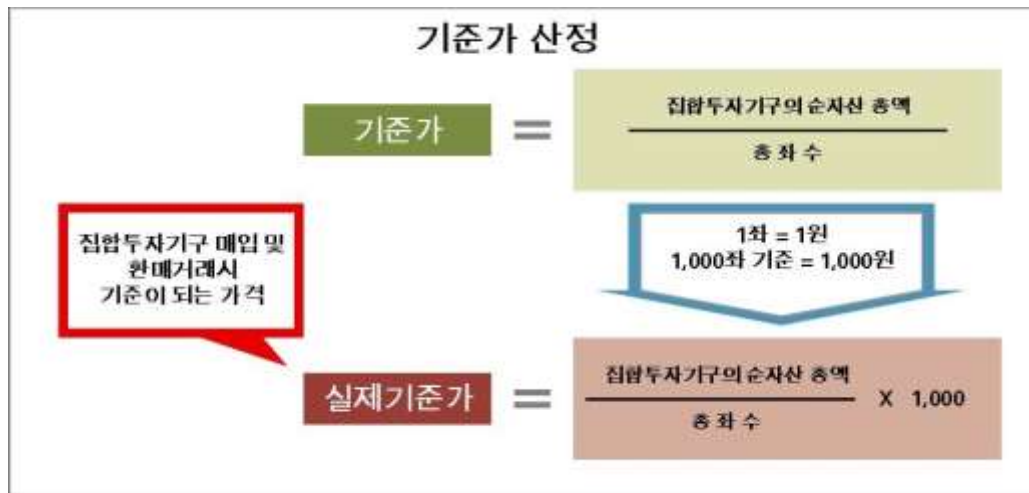 기준가 산정
기준가 =
집합투자기구의 순자산 총액
총 좌 수
집합투자기구 매입 및
환매거래시
기준이 되는 가격
1좌 = 1원
1,000좌 기준 = 1,000원
실제기준가 =
집합투자기구의 순자산 총액
총 좌 수
X 1,000